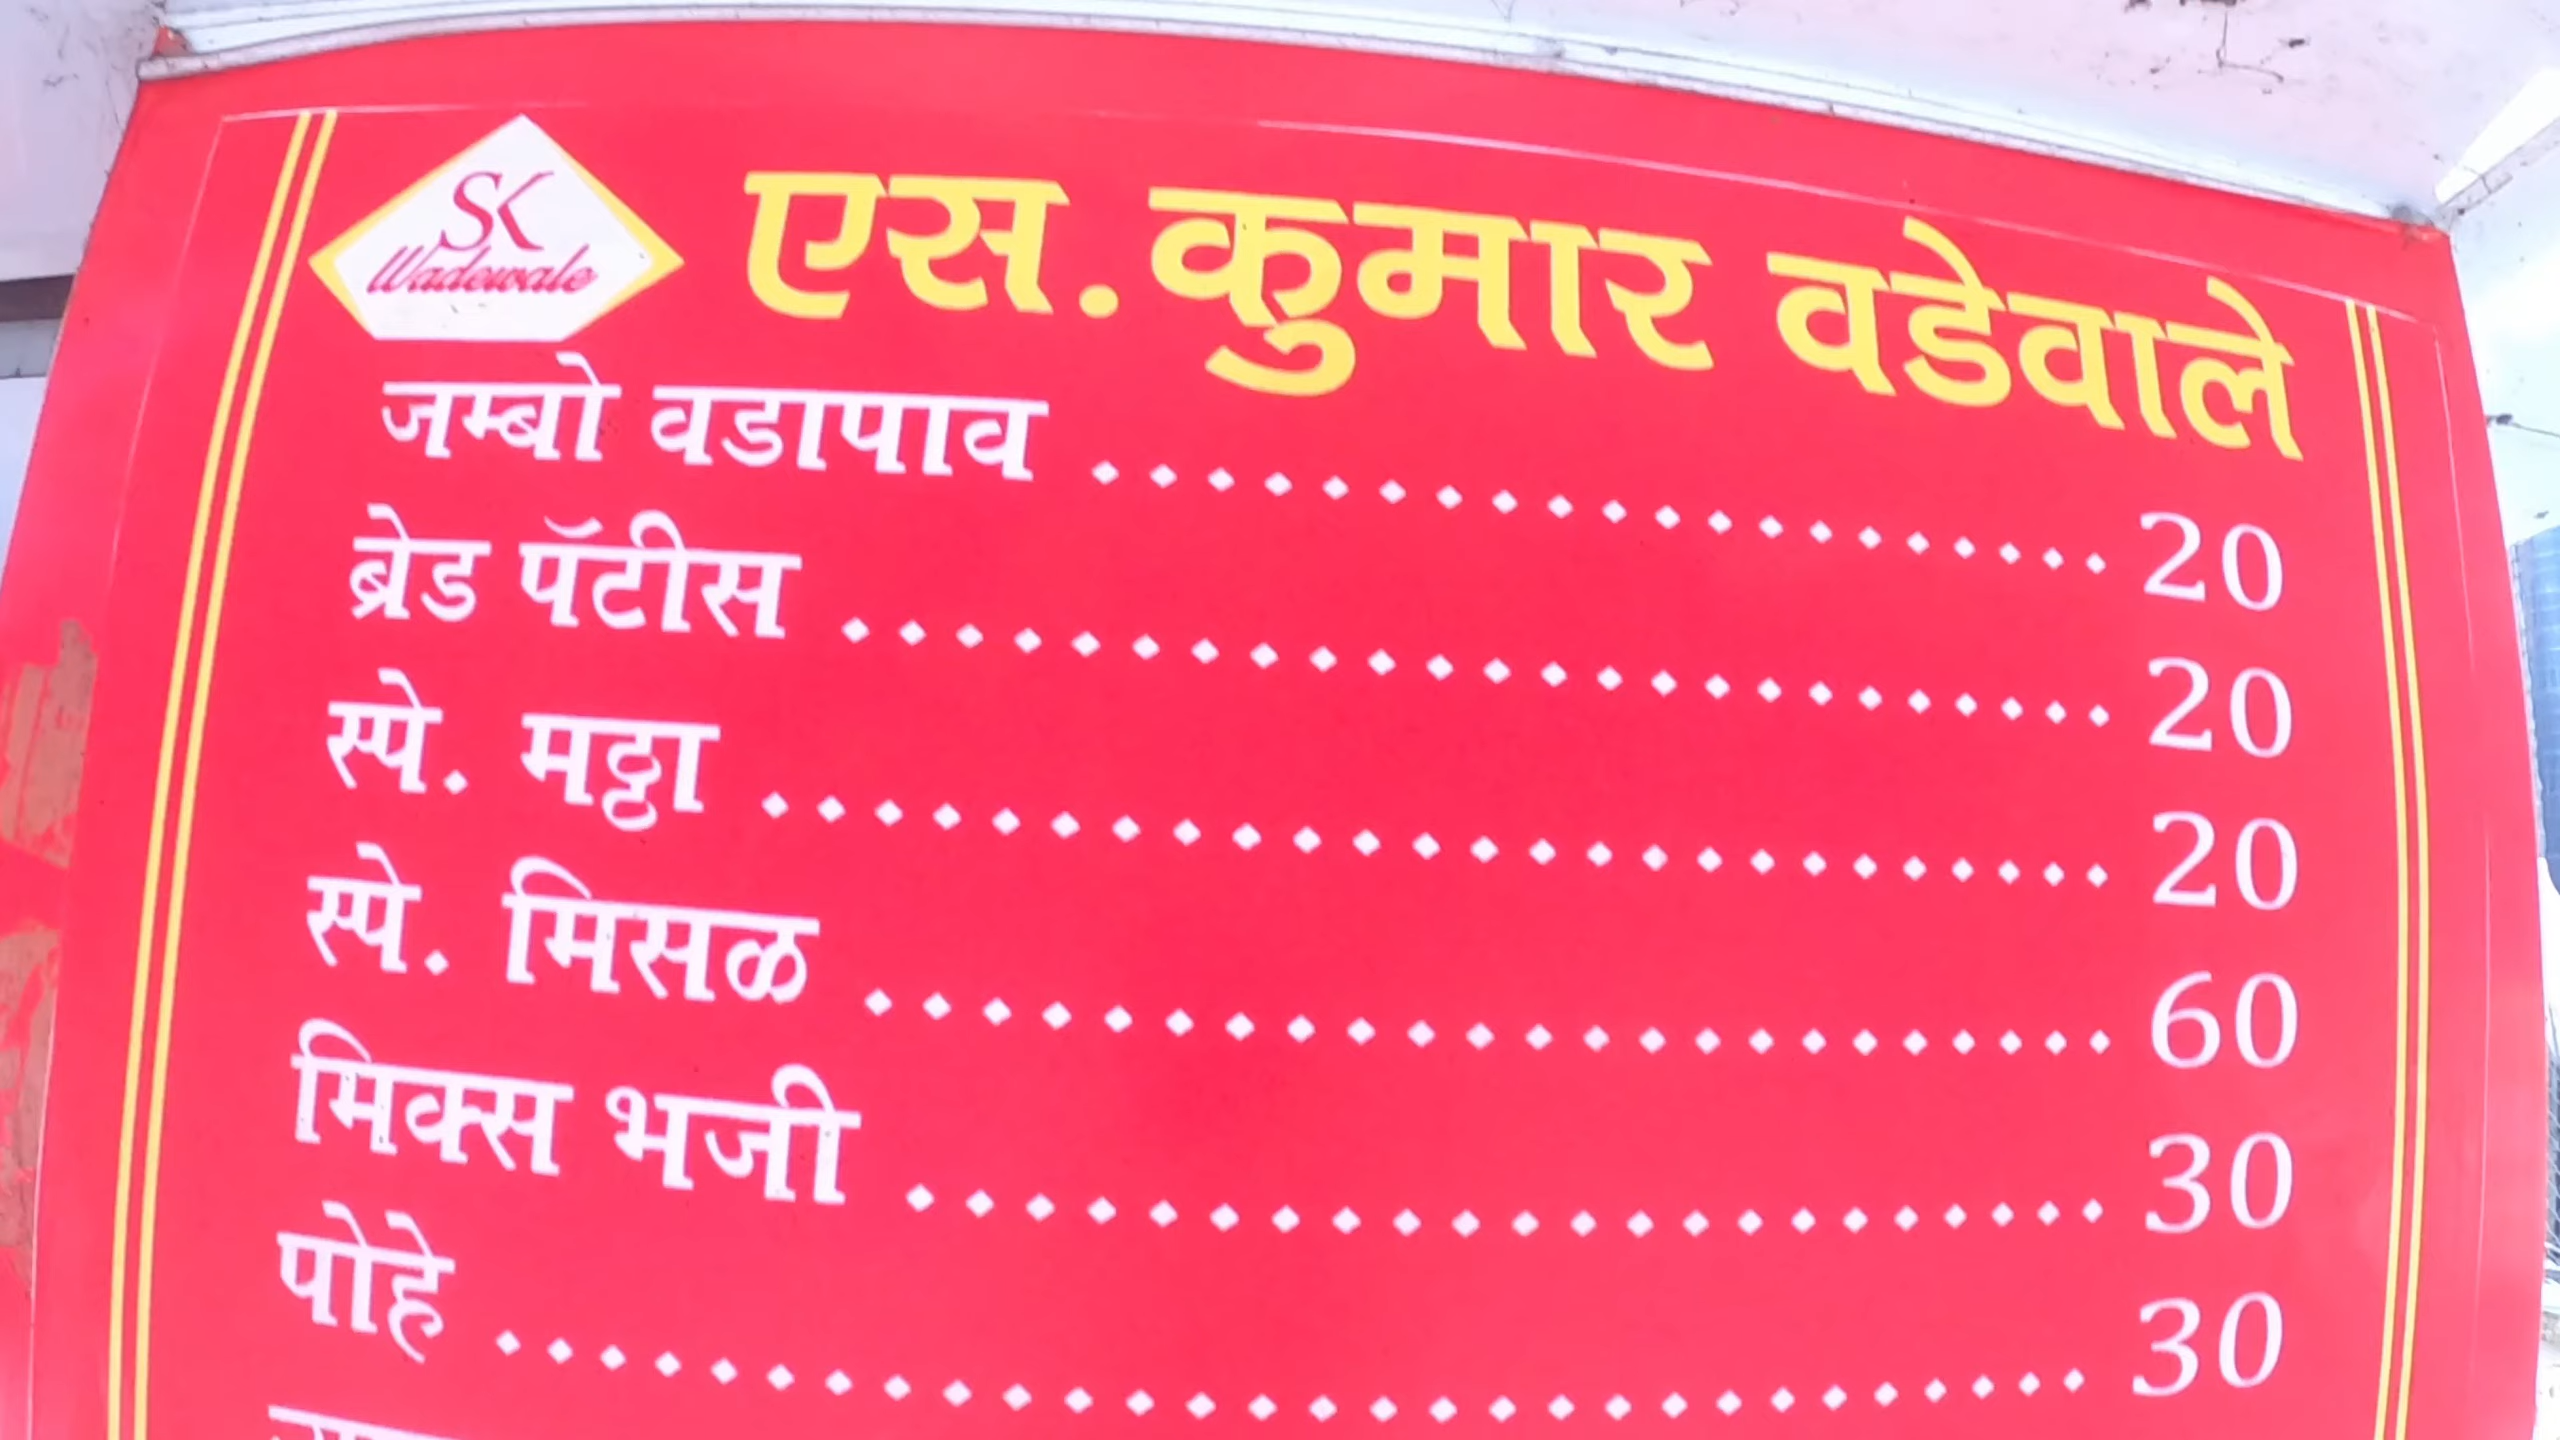 SK
Wadewale
एस.कुमार वडेवाले
जम्बो वडापाव .................... 20
ब्रेड पॅटीस ........................ 20
स्पे. मठ्ठा ......................... 20
स्पे. मिसळ ....................... 60
मिक्स भजी ...................... 30
पोहे ............................. 30